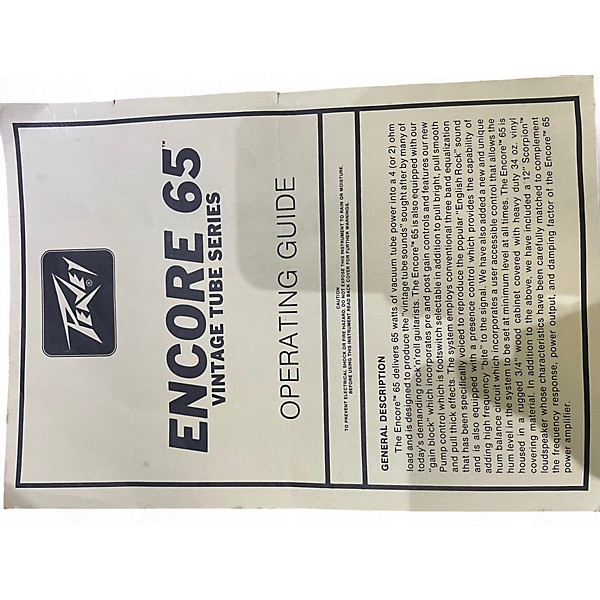 PEAVEY®
ENCORE 65™
VINTAGE TUBE SERIES
OPERATING GUIDE
CAUTION
TO PREVENT ELECTRICAL SHOCK OR FIRE HAZARD, DO NOT EXPOSE THIS INSTRUMENT TO RAIN OR MOISTURE.
BEFORE USING THIS INSTRUMENT READ BACK COVER FOR FURTHER WARNINGS.
GENERAL DESCRIPTION
The Encore™ 65 delivers 65 watts of vacuum tube power into a 4 (or 2) ohm
load and is designed to produce the "vintage tube sounds" sought after by many of
today's demanding rock'n'roll guitarists. The Encore™ 65 is also equipped with our
"gain block" which incorporates pre and post gain controls and features our new
Pump control which is footswitch selectable in addition to pull bright, pull smooth
and pull thick effects. The system employs conventional three band equalization
that has been specifically voiced to reproduce the popular "English Rock" sound
and is also equipped with a presence control which provides the capability of
adding high frequency "bite" to the signal. We have also added a new and unique
hum balance circuit which incorporates a user accessible control that allows the
hum level in the system to be set at minimum level at all times. The Encore™ 65 is
housed in a rugged 3/4" wood cabinet covered with heavy duty 34 oz. vinyl
covering material. In addition to the above, we have included a 12" Scorpion™
loudspeaker whose characteristics have been carefully matched to complement
the frequency response, power output, and damping factor of the Encore™ 65
power amplifier.